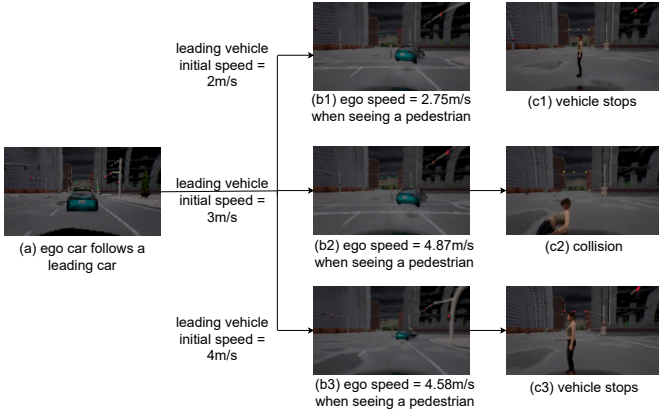 leading vehicle
initial speed =
2m/s
(b1) ego speed = 2.75m/s
when seeing a pedestrian
(c1) vehicle stops
(a) ego car follows a
leading car
leading vehicle
initial speed =
3m/s
(b2) ego speed = 4.87m/s
when seeing a pedestrian
(c2) collision
leading vehicle
initial speed =
4m/s
(b3) ego speed = 4.58m/s
when seeing a pedestrian
(c3) vehicle stops